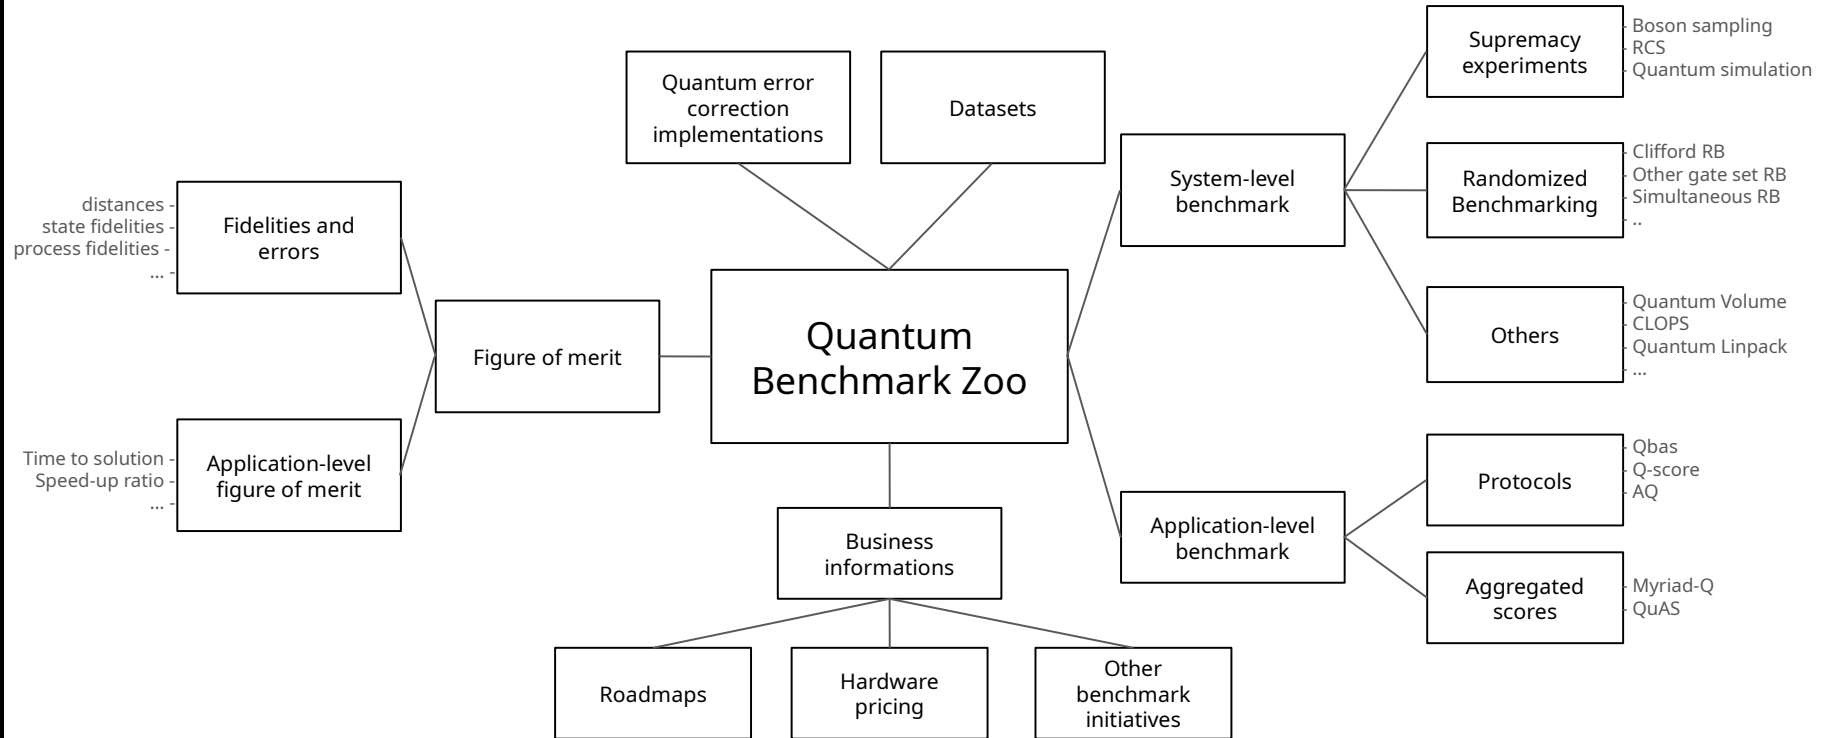 Quantum error
correction
implementations
Datasets
Supremacy
experiments
- Boson sampling
- RCS
- Quantum simulation
System-level
benchmark
Randomized
Benchmarking
- Clifford RB
- Other gate set RB
- Simultaneous RB
- ..
distances -
state fidelities -
process fidelities -
... -
Fidelities and
errors
Figure of merit
Quantum
Benchmark Zoo
Others
- Quantum Volume
- CLOPS
- Quantum Linpack
- ...
Time to solution -
Speed-up ratio -
... -
Application-level
figure of merit
Business
informations
Application-level
benchmark
Protocols
- Qbas
- Q-score
- AQ
Aggregated
scores
- Myriad-Q
- QuAS
Roadmaps
Hardware
pricing
Other
benchmark
initiatives